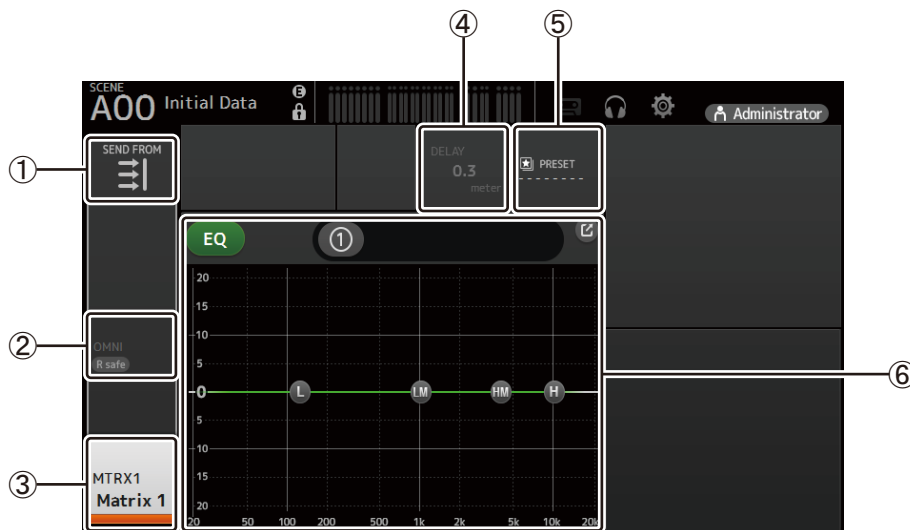 ④ ⑤
SCENE
A00 Initial Data
E
Administrator
①
SEND FROM
DELAY
0.3
meter
PRESET
EQ ①
20
15
10
5
0
5
10
15
20
L LM HM H
20 50 100 200 500 1k 2k 5k 10k 20k
②
OMNI
R safe
⑥
③
MTRX1
Matrix 1